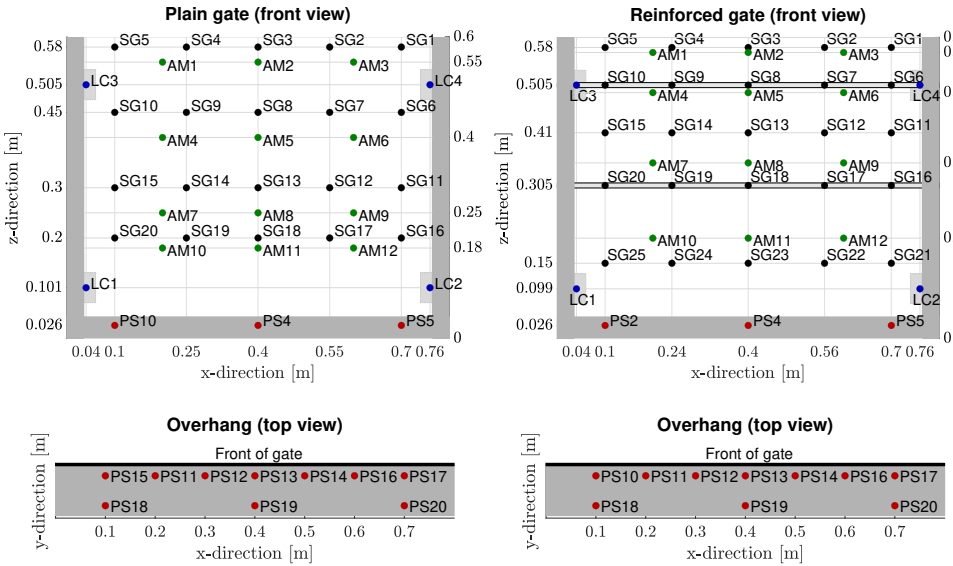 Plain gate (front view)
SG5 SG4 SG3 SG2 SG1
0.58
0.6
AM1 AM2 AM3
0.55
0.505
LC3 LC4
0.45
SG10 SG9 SG8 SG7 SG6
AM4 AM5 AM6
0.4
0.3
SG15 SG14 SG13 SG12 SG11
AM7 AM8 AM9
0.25
0.2
SG20 SG19 SG18 SG17 SG16
AM10 AM11 AM12
0.18
0.101
LC1 LC2
0.026
PS10 PS4 PS5
0
0.04 0.1 0.25 0.4 0.55 0.7 0.76
x-direction [m]
z-direction [m]
Reinforced gate (front view)
SG5 SG4 SG3 SG2 SG1
0.58
0
AM1 AM2 AM3
0
0.505
SG10 SG9 SG8 SG7 SG6
LC3 LC4
AM4 AM5 AM6
0
0.41
SG15 SG14 SG13 SG12 SG11
AM7 AM8 AM9
0
0.305
SG20 SG19 SG18 SG17 SG16
AM10 AM11 AM12
0
0.15
SG25 SG24 SG23 SG22 SG21
0.099
LC1 LC2
0.026
PS2 PS4 PS5
0
0.04 0.1 0.24 0.4 0.56 0.7 0.76
x-direction [m]
z-direction [m]
Overhang (top view)
Front of gate
PS15 PS11 PS12 PS13 PS14 PS16 PS17
PS18 PS19 PS20
0.1 0.2 0.3 0.4 0.5 0.6 0.7
x-direction [m]
y-direction [m]
Overhang (top view)
Front of gate
PS10 PS11 PS12 PS13 PS14 PS16 PS17
PS18 PS19 PS20
0.1 0.2 0.3 0.4 0.5 0.6 0.7
x-direction [m]
y-direction [m]